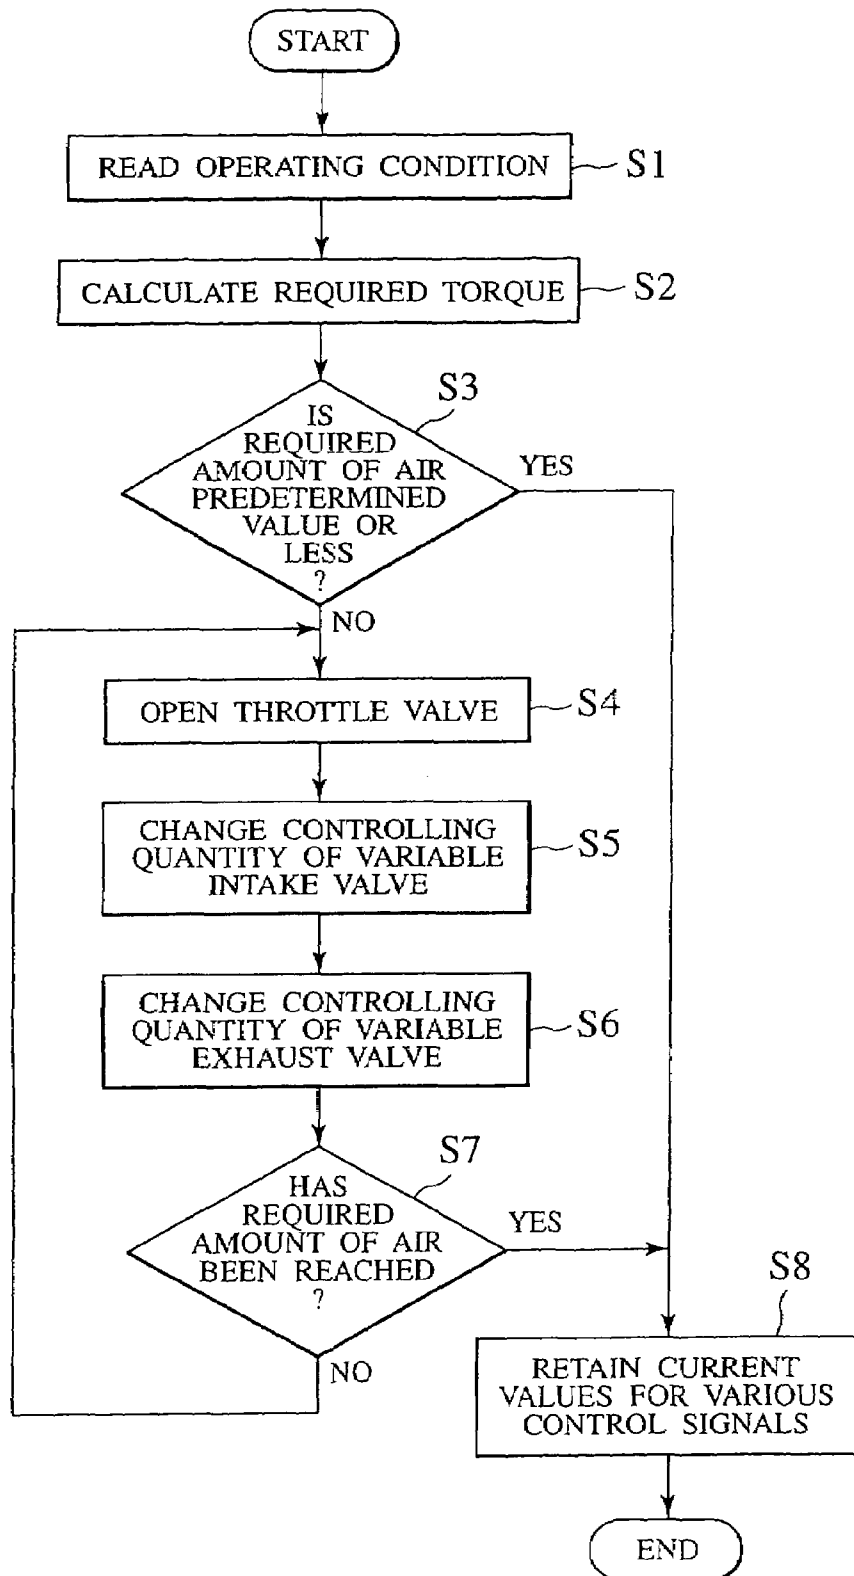 START
READ OPERATING CONDITION
S1
CALCULATE REQUIRED TORQUE
S2
S3
IS
REQUIRED
AMOUNT OF AIR
PREDETERMINED
VALUE OR
LESS
?
YES
NO
OPEN THROTTLE VALVE
S4
CHANGE CONTROLLING
QUANTITY OF VARIABLE
INTAKE VALVE
S5
CHANGE CONTROLLING
QUANTITY OF VARIABLE
EXHAUST VALVE
S6
S7
HAS
REQUIRED
AMOUNT OF AIR
BEEN REACHED
?
YES
NO
S8
RETAIN CURRENT
VALUES FOR VARIOUS
CONTROL SIGNALS
END